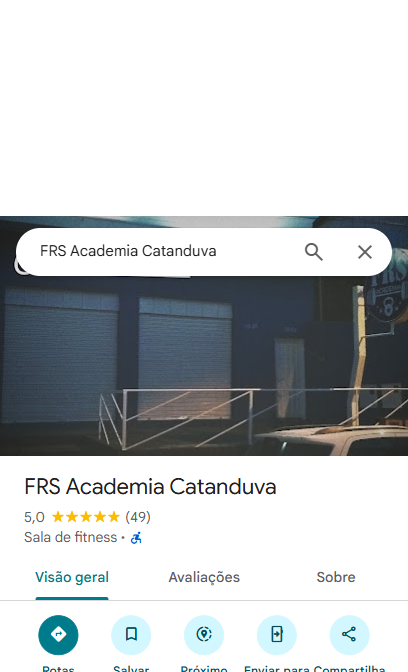 FRS Academia Catanduva
FRS
FRS Academia Catanduva
5,0 (49)
Sala de fitness ·
Visão geral Avaliações Sobre
Rotas Salvar Próximo Enviar para Compartilha